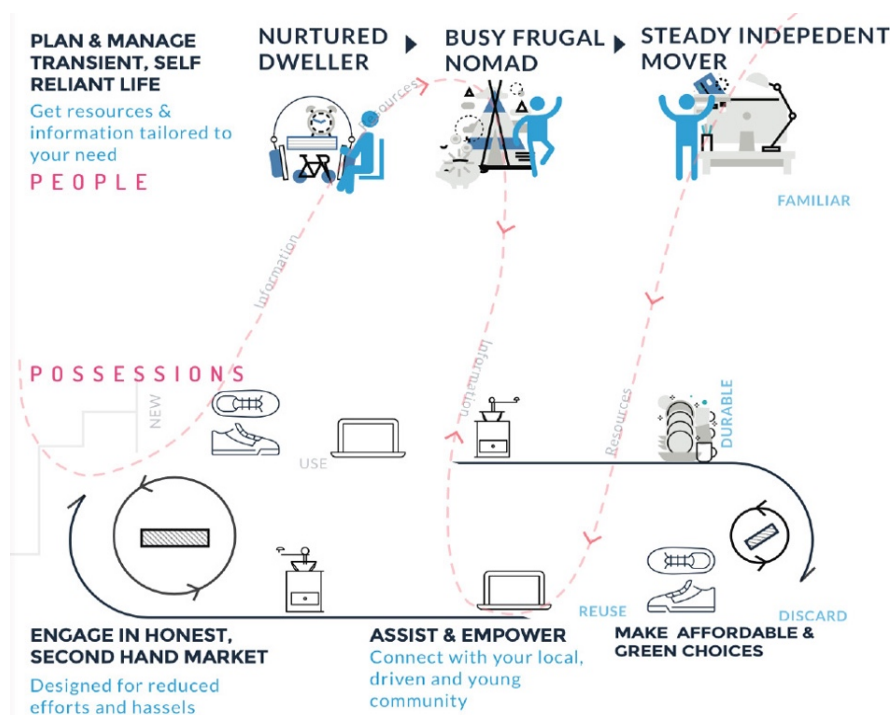 PLAN & MANAGE
TRANSIENT, SELF
RELIANT LIFE
Get resources &
information tailored to
your need
PEOPLE
NURTURED
DWELLER
BUSY FRUGAL
NOMAD
STEADY INDEPEDENT
MOVER
Resources
FAMILIAR
Information
Information
Resources
POSSESSIONS
NEW
USE
DURABLE
REUSE
DISCARD
ENGAGE IN HONEST,
SECOND HAND MARKET
Designed for reduced
efforts and hassels
ASSIST & EMPOWER
Connect with your local,
driven and young
community
MAKE AFFORDABLE &
GREEN CHOICES